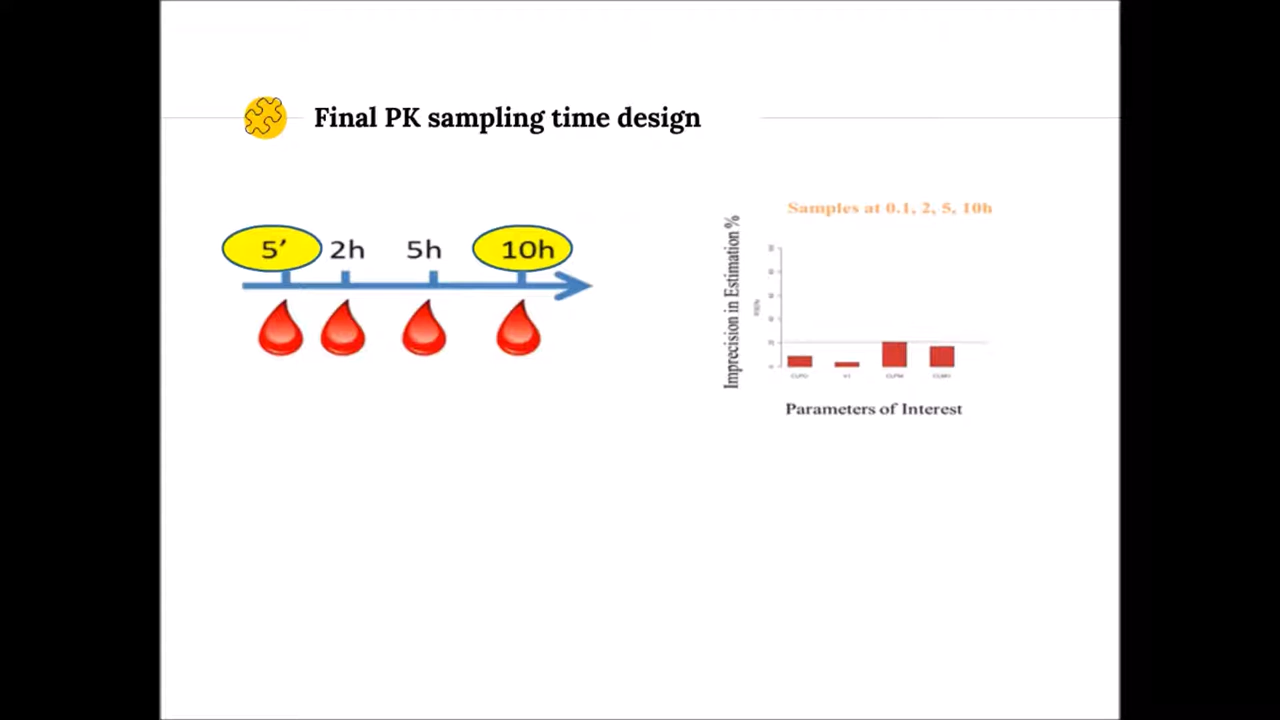 Final PK sampling time design
5′ 2h 5h 10h
Samples at 0.1, 2, 5, 10h
Imprecision in Estimation %
Parameters of Interest